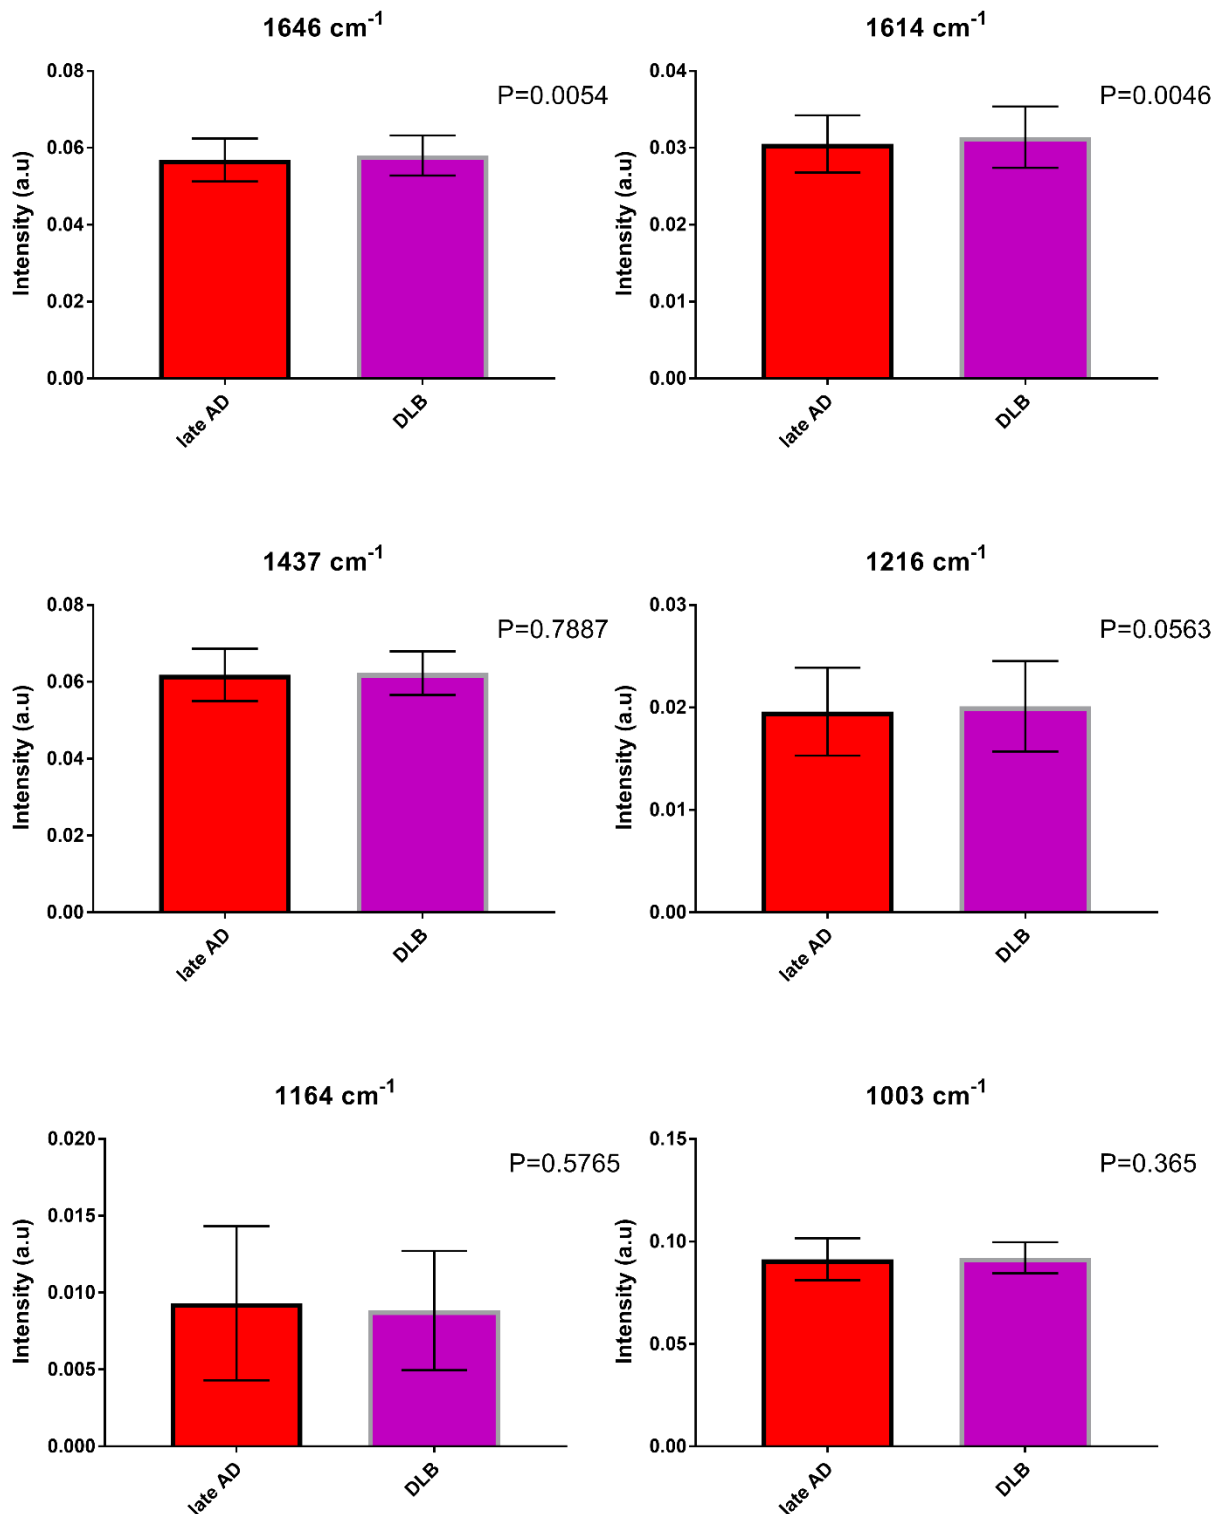 1646 cm-1
P=0.0054
Intensity (a.u)
0.08
0.06
0.04
0.02
0.00
late AD
DLB
1614 cm-1
P=0.0046
Intensity (a.u)
0.04
0.03
0.02
0.01
0.00
late AD
DLB
1437 cm-1
P=0.7887
Intensity (a.u)
0.08
0.06
0.04
0.02
0.00
late AD
DLB
1216 cm-1
P=0.0563
Intensity (a.u)
0.03
0.02
0.01
0.00
late AD
DLB
1164 cm-1
P=0.5765
Intensity (a.u)
0.020
0.015
0.010
0.005
0.000
late AD
DLB
1003 cm-1
P=0.365
Intensity (a.u)
0.15
0.10
0.05
0.00
late AD
DLB